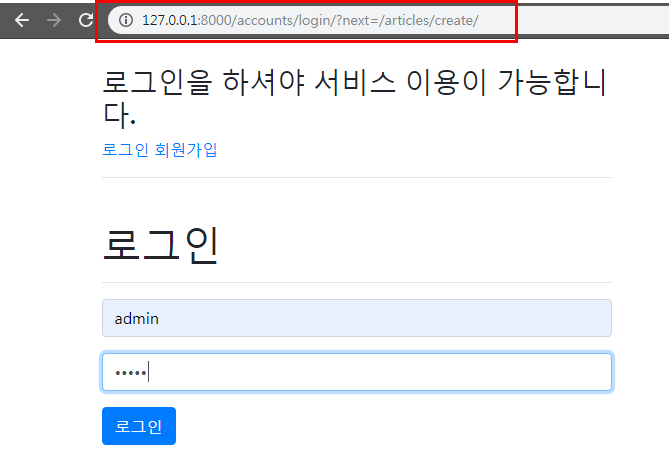 127.0.0.1:8000/accounts/login/?next=/articles/create/
로그인을 하셔야 서비스 이용이 가능합니
다.
로그인 회원가입
로그인
admin
•••••
로그인